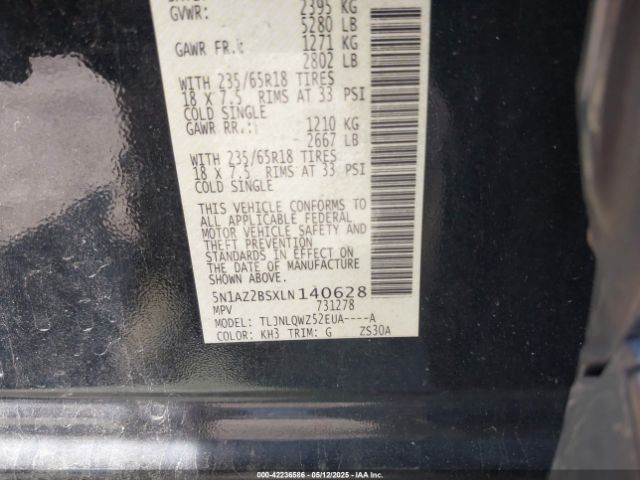 GVWR: 2395 KG
5280 LB
GAWR FR.: 1271 KG
2802 LB
WITH 235/65R18 TIRES
18 X 7.5 RIMS AT 33 PSI
COLD SINGLE
GAWR RR.: 1210 KG
2667 LB
WITH 235/65R18 TIRES
18 X 7.5 RIMS AT 33 PSI
COLD SINGLE
THIS VEHICLE CONFORMS TO
ALL APPLICABLE FEDERAL
MOTOR VEHICLE SAFETY AND
THEFT PREVENTION
STANDARDS IN EFFECT ON
THE DATE OF MANUFACTURE
SHOWN ABOVE.
5N1AZ2BSXLN140628
MPV 731278
MODEL: TLJNLQWZ52EUA----A
COLOR: KH3 TRIM: G ZS30A
000-42236586 - 05/12/2025 - Copyright © IAA, Inc. All Rights Reserved.